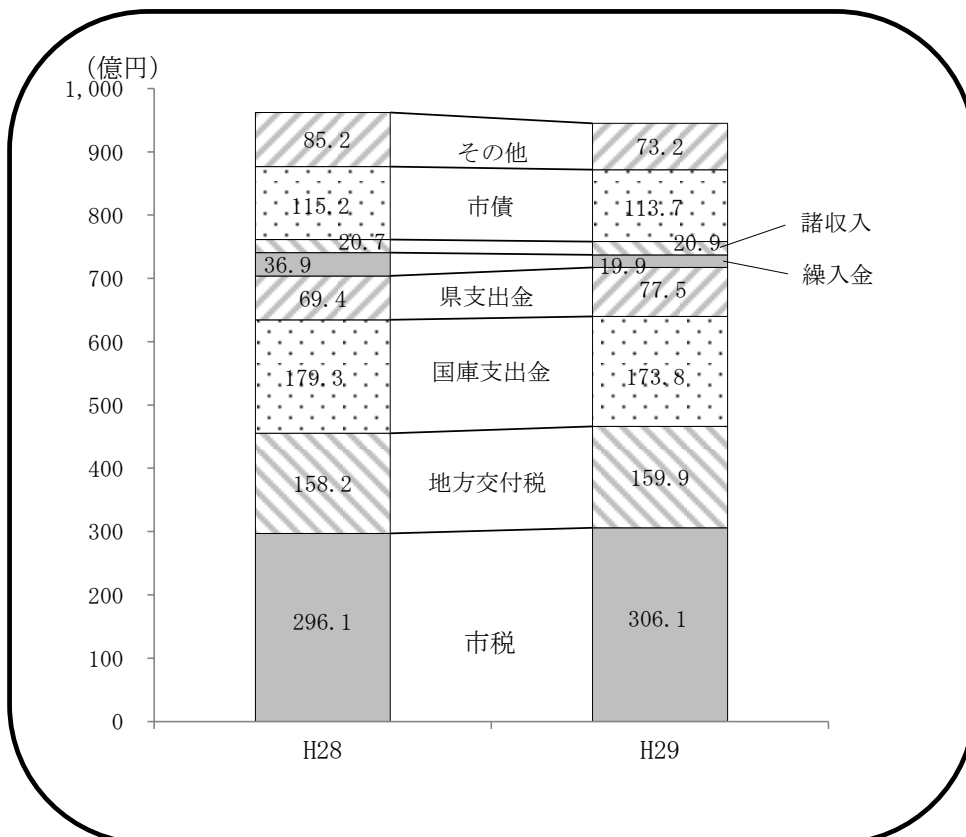 (億円)
1,000
900
800
700
600
500
400
300
200
100
0
85.2
その他
73.2
115.2
市債
113.7
諸収入
20.7
20.9
36.9
19.9
繰入金
69.4
県支出金
77.5
179.3
国庫支出金
173.8
158.2
地方交付税
159.9
296.1
市税
306.1
H28
H29